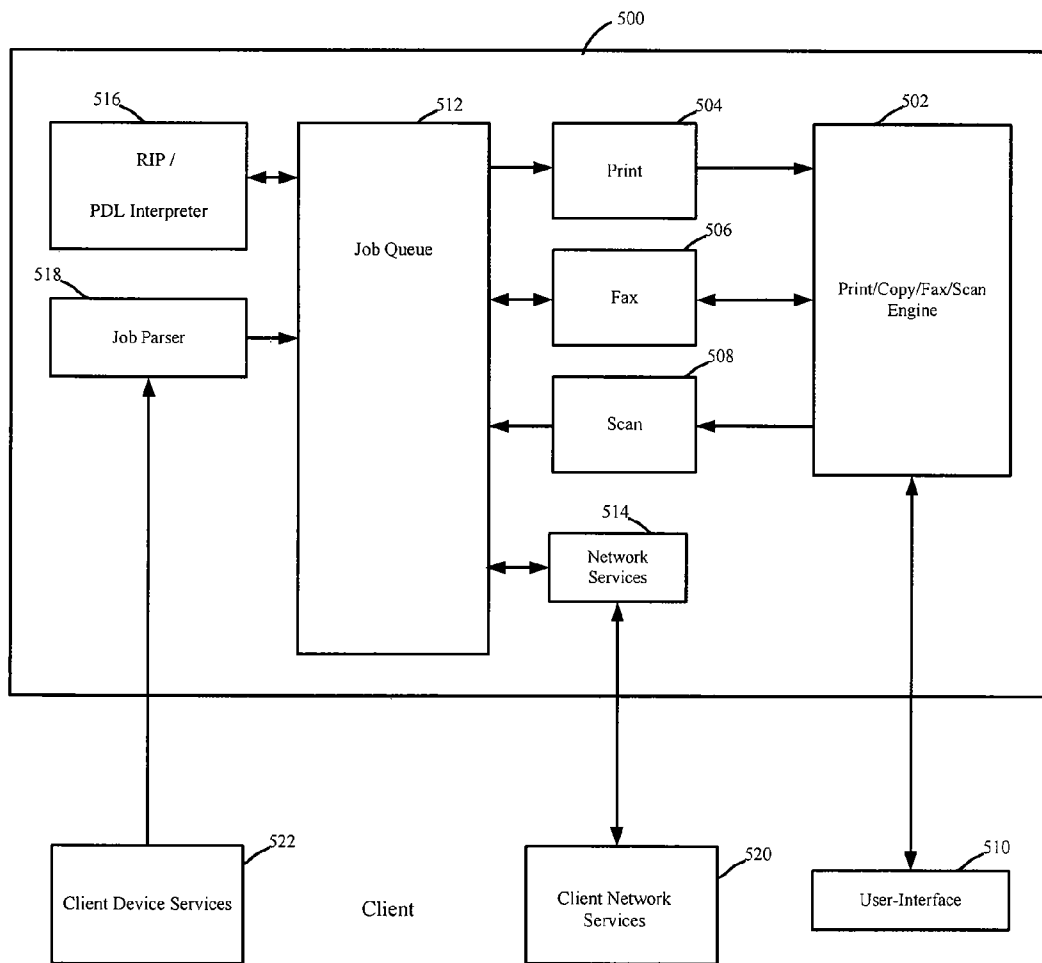 500
516
512
504
502
RIP /
PDL Interpreter
Print
Job Queue
506
518
Fax
Print/Copy/Fax/Scan
Engine
Job Parser
508
Scan
514
Network
Services
522
520
510
Client Device Services
Client
Client Network
Services
User-Interface